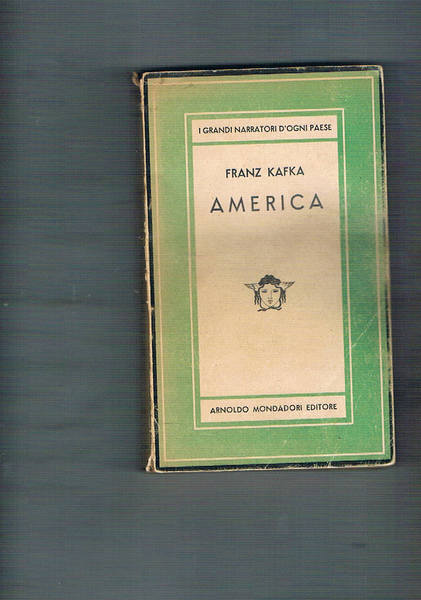 I GRANDI NARRATORI D'OGNI PAESE
FRANZ KAFKA
AMERICA
ARNOLDO MONDADORI EDITORE